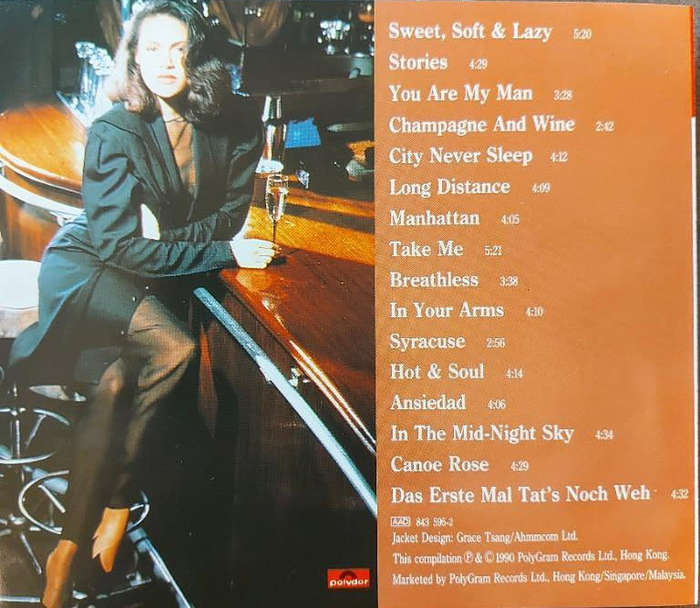 Sweet, Soft & Lazy 5:20
Stories 4:29
You Are My Man 3:28
Champagne And Wine 2:42
City Never Sleep 4:12
Long Distance 4:09
Manhattan 4:05
Take Me 5:21
Breathless 3:38
In Your Arms 4:10
Syracuse 2:56
Hot & Soul 4:14
Ansiedad 4:06
In The Mid-Night Sky 4:34
Canoe Rose 4:29
Das Erste Mal Tat's Noch Weh 4:32
AAD 843 595-2
Jacket Design: Grace Tsang/Ahmmcom Ltd.
This compilation Ⓟ & © 1990 PolyGram Records Ltd., Hong Kong.
Marketed by PolyGram Records Ltd., Hong Kong/Singapore/Malaysia.
polydor